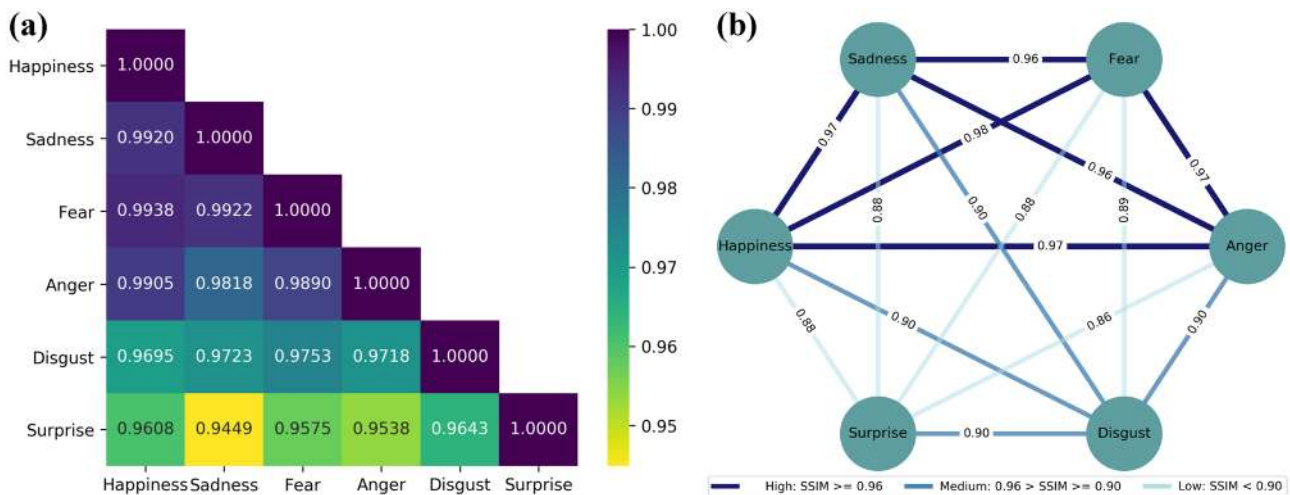 (a)
Happiness
Sadness
Fear
Anger
Disgust
Surprise
1.0000
0.9920 1.0000
0.9938 0.9922 1.0000
0.9905 0.9818 0.9890 1.0000
0.9695 0.9723 0.9753 0.9718 1.0000
0.9608 0.9449 0.9575 0.9538 0.9643 1.0000
Happiness Sadness Fear Anger Disgust Surprise
1.00
0.99
0.98
0.97
0.96
0.95
(b)
Sadness 0.96 Fear
0.97 0.98 0.97
0.96
0.88 0.90 0.88 0.89
Happiness 0.97 Anger
0.88 0.90 0.86 0.90
Surprise 0.90 Disgust
High: SSIM >= 0.96 Medium: 0.96 > SSIM >= 0.90 Low: SSIM < 0.90